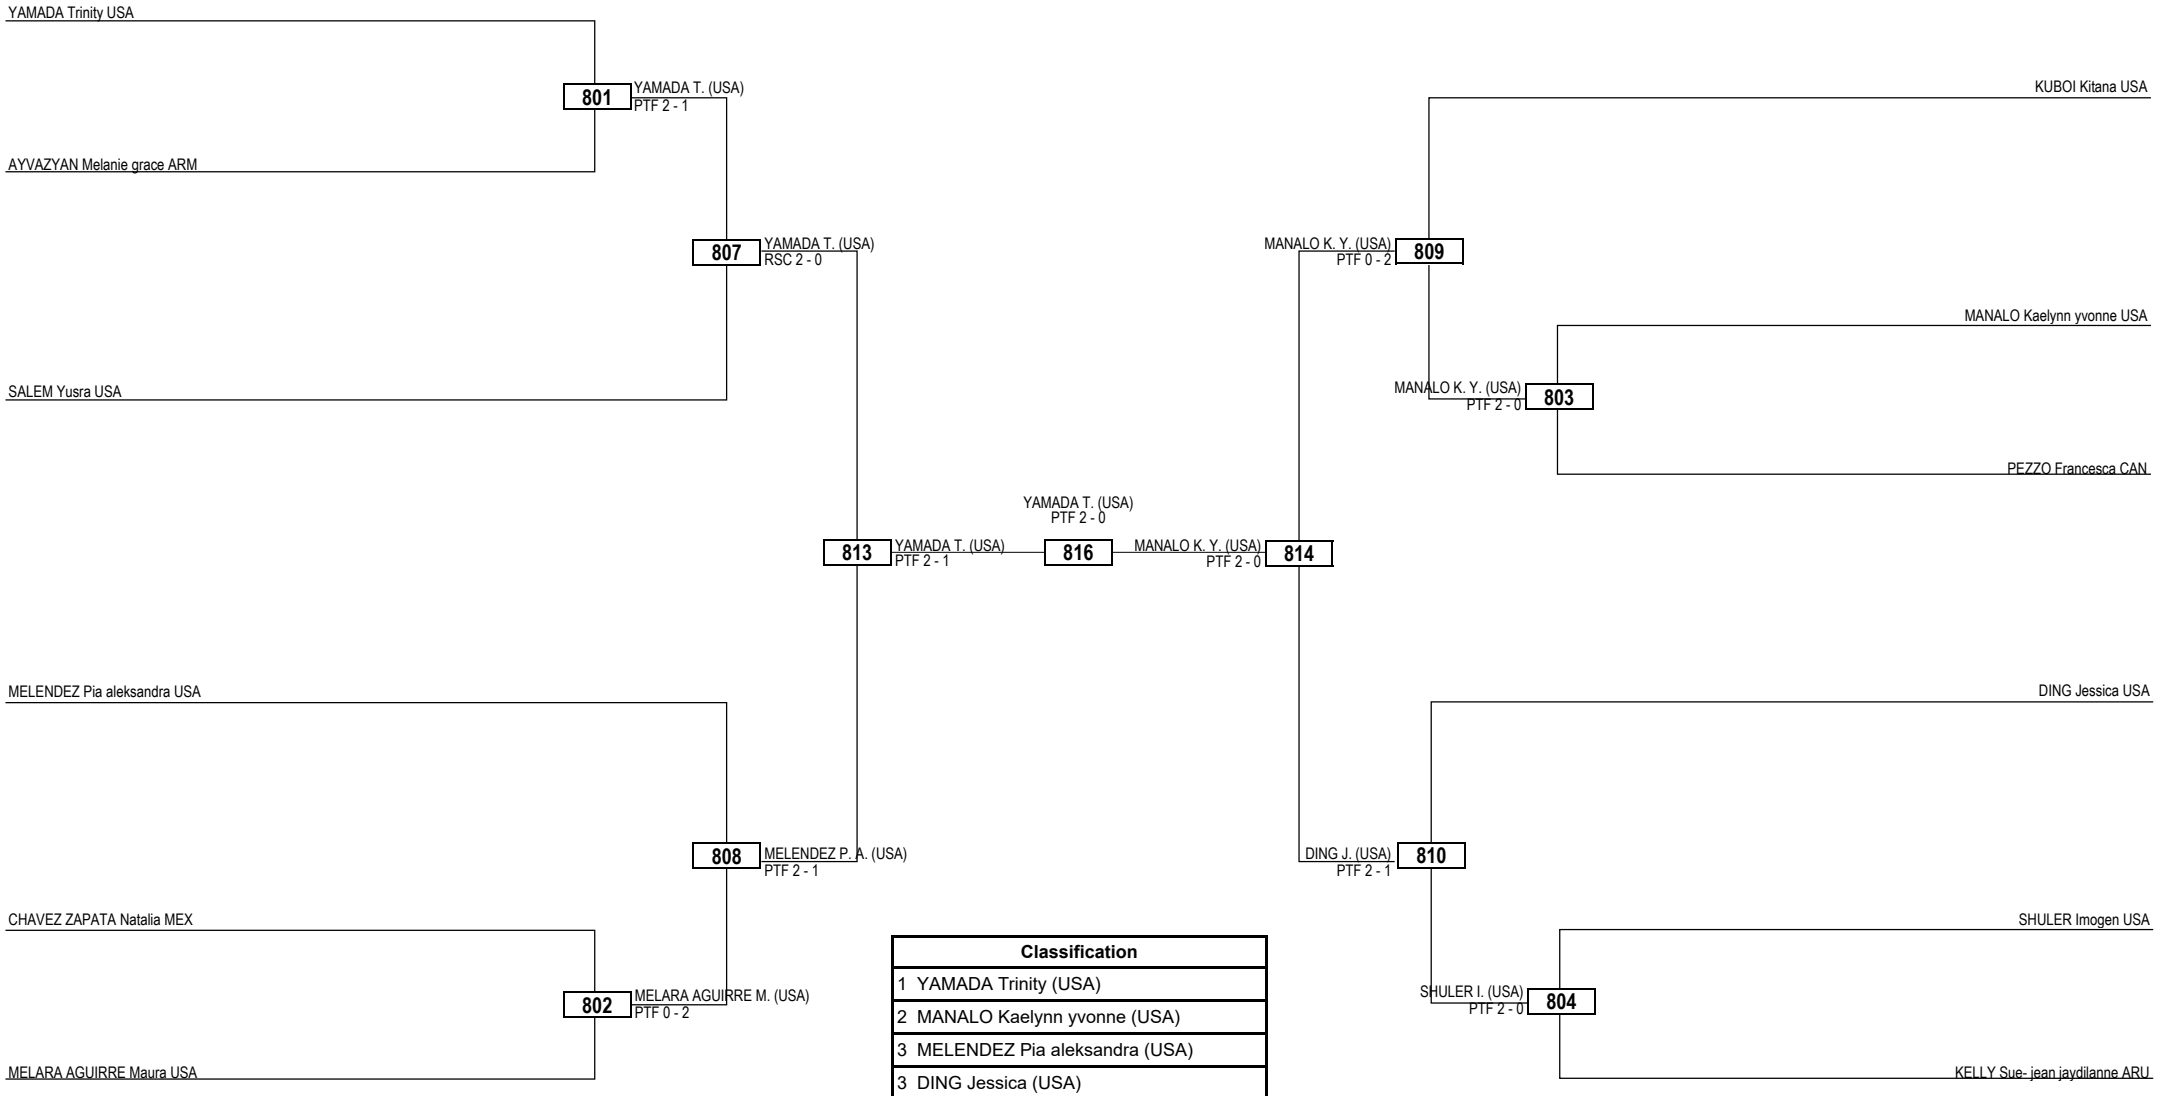 YAMADA Trinity USA
801
YAMADA T. (USA)
PTF 2 - 1
AYVAZYAN Melanie grace ARM
807
YAMADA T. (USA)
RSC 2 - 0
SALEM Yusra USA
813
YAMADA T. (USA)
PTF 2 - 1
MELENDEZ Pia aleksandra USA
808
MELENDEZ P. A. (USA)
PTF 2 - 1
CHAVEZ ZAPATA Natalia MEX
802
MELARA AGUIRRE M. (USA)
PTF 0 - 2
MELARA AGUIRRE Maura USA
YAMADA T. (USA)
PTF 2 - 0
816
KUBOI Kitana USA
MANALO K. Y. (USA)
PTF 0 - 2
809
MANALO Kaelynn yvonne USA
MANALO K. Y. (USA)
PTF 2 - 0
803
PEZZO Francesca CAN
MANALO K. Y. (USA)
PTF 2 - 0
814
DING Jessica USA
DING J. (USA)
PTF 2 - 1
810
SHULER Imogen USA
SHULER I. (USA)
PTF 2 - 0
804
KELLY Sue- jean jaydilanne ARU
Classification
1 YAMADA Trinity (USA)
2 MANALO Kaelynn yvonne (USA)
3 MELENDEZ Pia aleksandra (USA)
3 DING Jessica (USA)